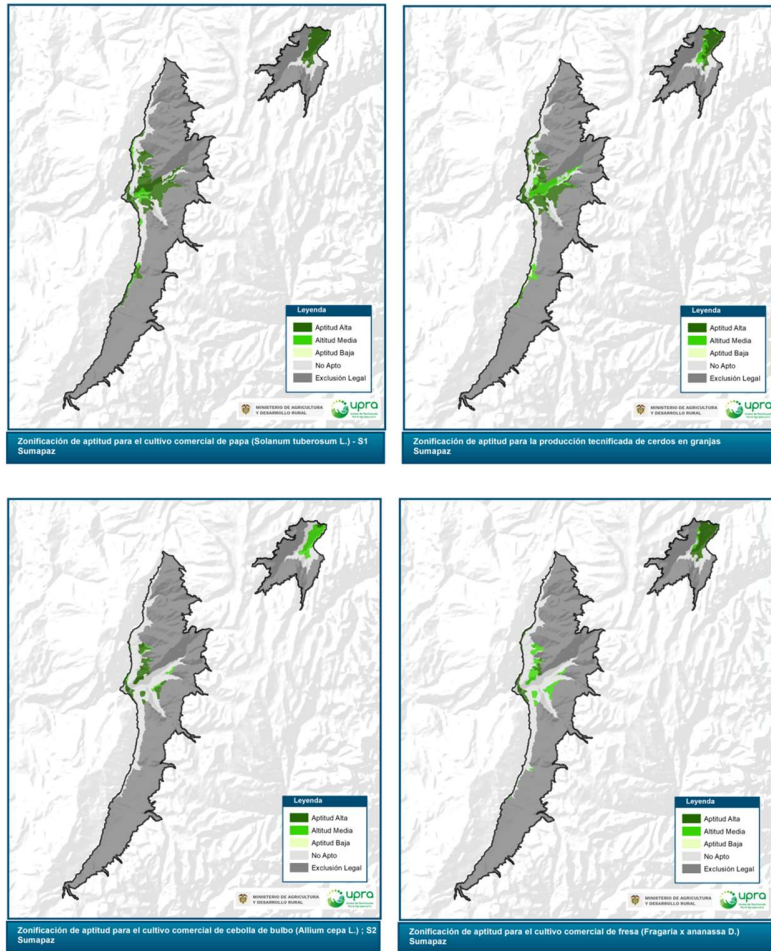 Leyenda
Aptitud Alta
Altitud Media
Aptitud Baja
No Apto
Exclusión Legal
MINISTERIO DE AGRICULTURA
Y DESARROLLO RURAL
upra
Zonificación de aptitud para el cultivo comercial de papa (Solanum tuberosum L.) - S1
Sumapaz
Leyenda
Aptitud Alta
Altitud Media
Aptitud Baja
No Apto
Exclusión Legal
MINISTERIO DE AGRICULTURA
Y DESARROLLO RURAL
upra
Zonificación de aptitud para la producción tecnificada de cerdos en granjas
Sumapaz
Leyenda
Aptitud Alta
Altitud Media
Aptitud Baja
No Apto
Exclusión Legal
MINISTERIO DE AGRICULTURA
Y DESARROLLO RURAL
upra
Zonificación de aptitud para el cultivo comercial de cebolla de bulbo (Allium cepa L.) ; S2
Sumapaz
Leyenda
Aptitud Alta
Altitud Media
Aptitud Baja
No Apto
Exclusión Legal
MINISTERIO DE AGRICULTURA
Y DESARROLLO RURAL
upra
Zonificación de aptitud para el cultivo comercial de fresa (Fragaria x ananassa D.)
Sumapaz